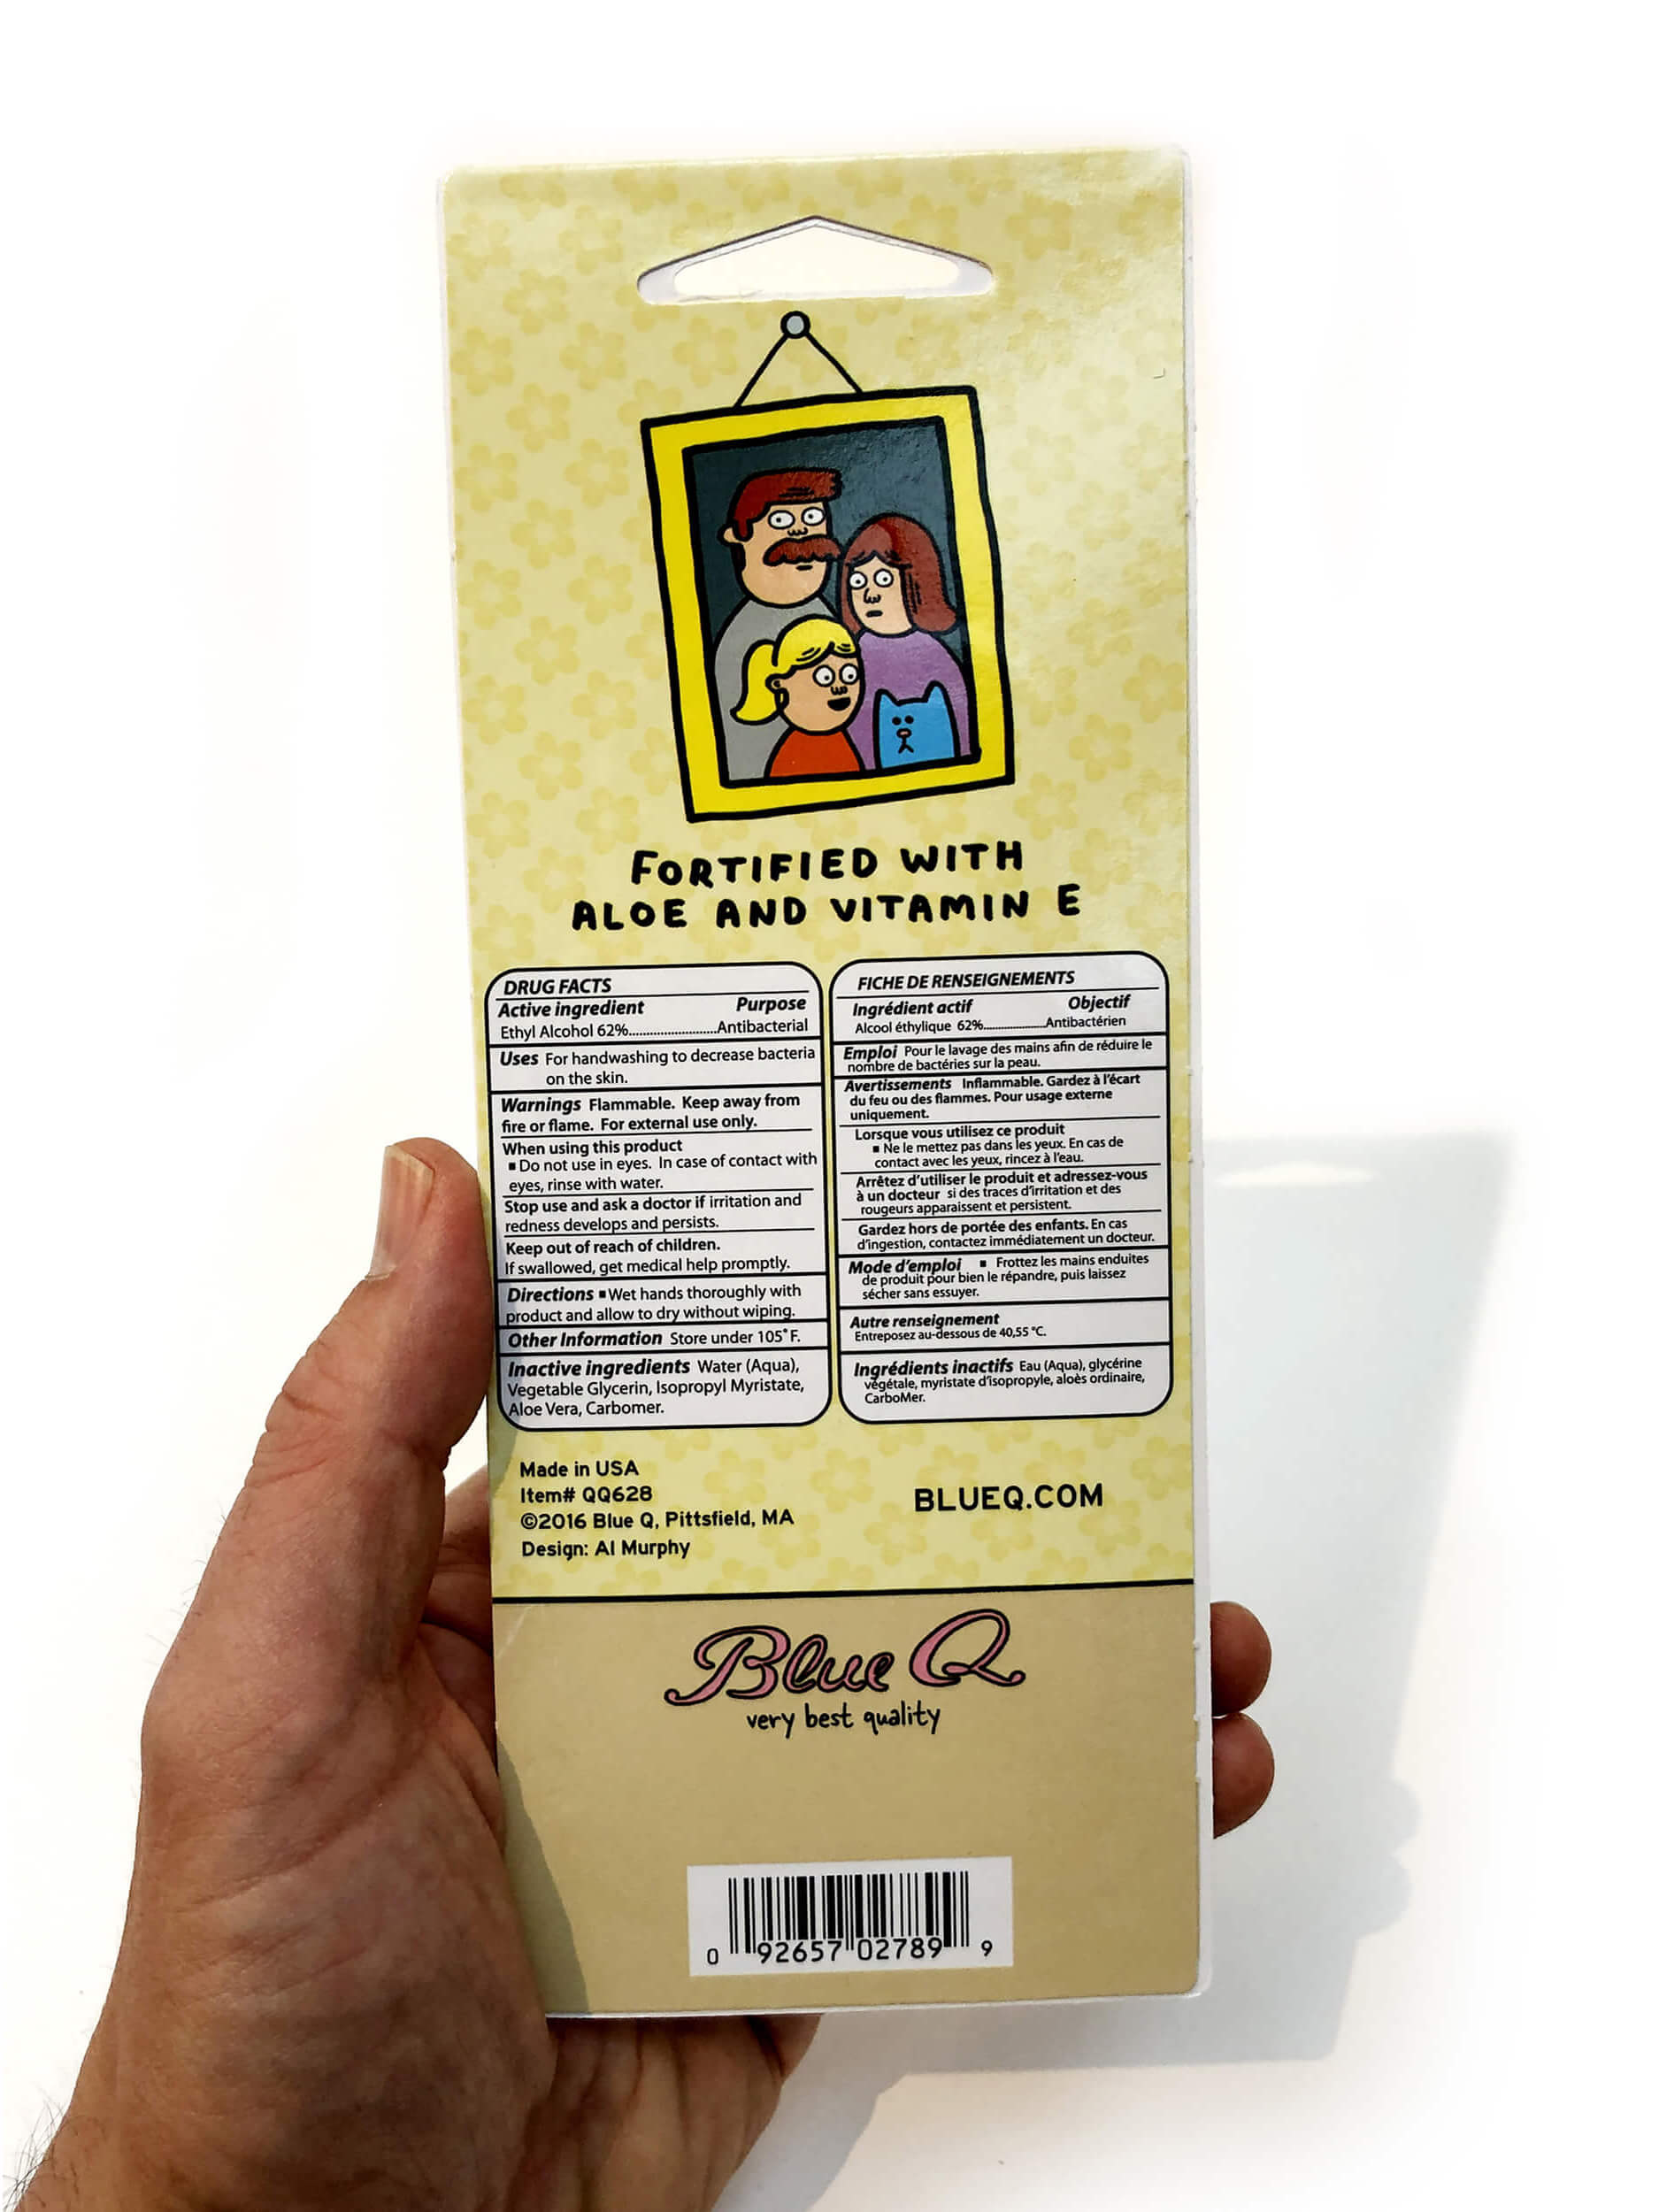 FORTIFIED WITH
ALOE AND VITAMIN E
DRUG FACTS
Active ingredient Purpose
Ethyl Alcohol 62%.........................Antibacterial
Uses For handwashing to decrease bacteria
on the skin.
Warnings Flammable. Keep away from
fire or flame. For external use only.
When using this product
▪ Do not use in eyes. In case of contact with
eyes, rinse with water.
Stop use and ask a doctor if irritation and
redness develops and persists.
Keep out of reach of children.
If swallowed, get medical help promptly.
Directions ▪ Wet hands thoroughly with
product and allow to dry without wiping.
Other Information Store under 105° F.
Inactive ingredients Water (Aqua),
Vegetable Glycerin, Isopropyl Myristate,
Aloe Vera, Carbomer.
FICHE DE RENSEIGNEMENTS
Ingrédient actif Objectif
Alcool éthylique 62%..................Antibactérien
Emploi Pour le lavage des mains afin de réduire le
nombre de bactéries sur la peau.
Avertissements Inflammable. Gardez à l'écart
du feu ou des flammes. Pour usage externe
uniquement.
Lorsque vous utilisez ce produit
▪ Ne le mettez pas dans les yeux. En cas de
contact avec les yeux, rincez à l'eau.
Arrêtez d'utiliser le produit et adressez-vous
à un docteur si des traces d'irritation et des
rougeurs apparaissent et persistent.
Gardez hors de portée des enfants. En cas
d'ingestion, contactez immédiatement un docteur.
Mode d'emploi ▪ Frottez les mains enduites
de produit pour bien le répandre, puis laissez
sécher sans essuyer.
Autre renseignement
Entreposez au-dessous de 40,55 °C.
Ingrédients inactifs Eau (Aqua), glycérine
végétale, myristate d'isopropyle, aloès ordinaire,
CarboMer.
Made in USA
Item# QQ628
©2016 Blue Q, Pittsfield, MA
Design: Al Murphy
BLUEQ.COM
Blue Q
very best quality
0 92657 02789 9